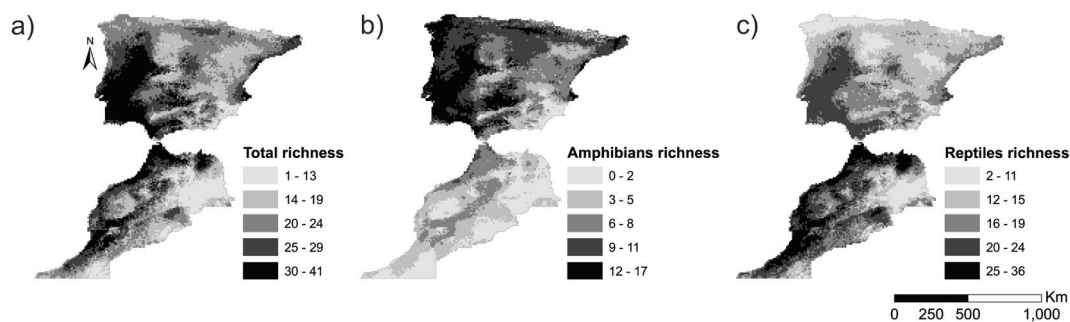 a)
N
Total richness
1 - 13
14 - 19
20 - 24
25 - 29
30 - 41
b)
Amphibians richness
0 - 2
3 - 5
6 - 8
9 - 11
12 - 17
c)
Reptiles richness
2 - 11
12 - 15
16 - 19
20 - 24
25 - 36
Km
0 250 500 1,000